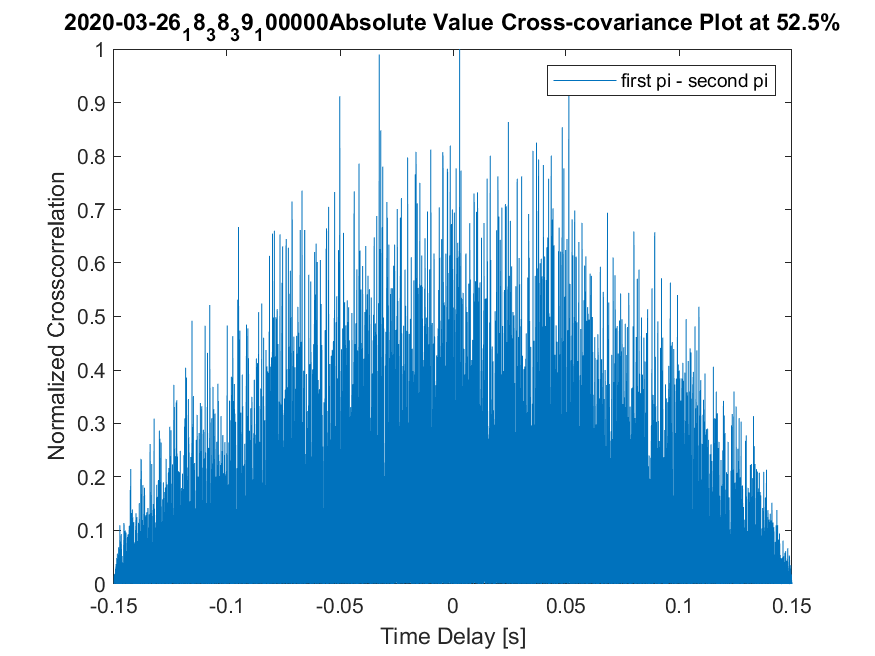 2020-03-26₁8₃8₃9₁00000Absolute Value Cross-covariance Plot at 52.5%
first pi - second pi
Normalized Crosscorrelation
1
0.9
0.8
0.7
0.6
0.5
0.4
0.3
0.2
0.1
0
-0.15 -0.1 -0.05 0 0.05 0.1 0.15
Time Delay [s]